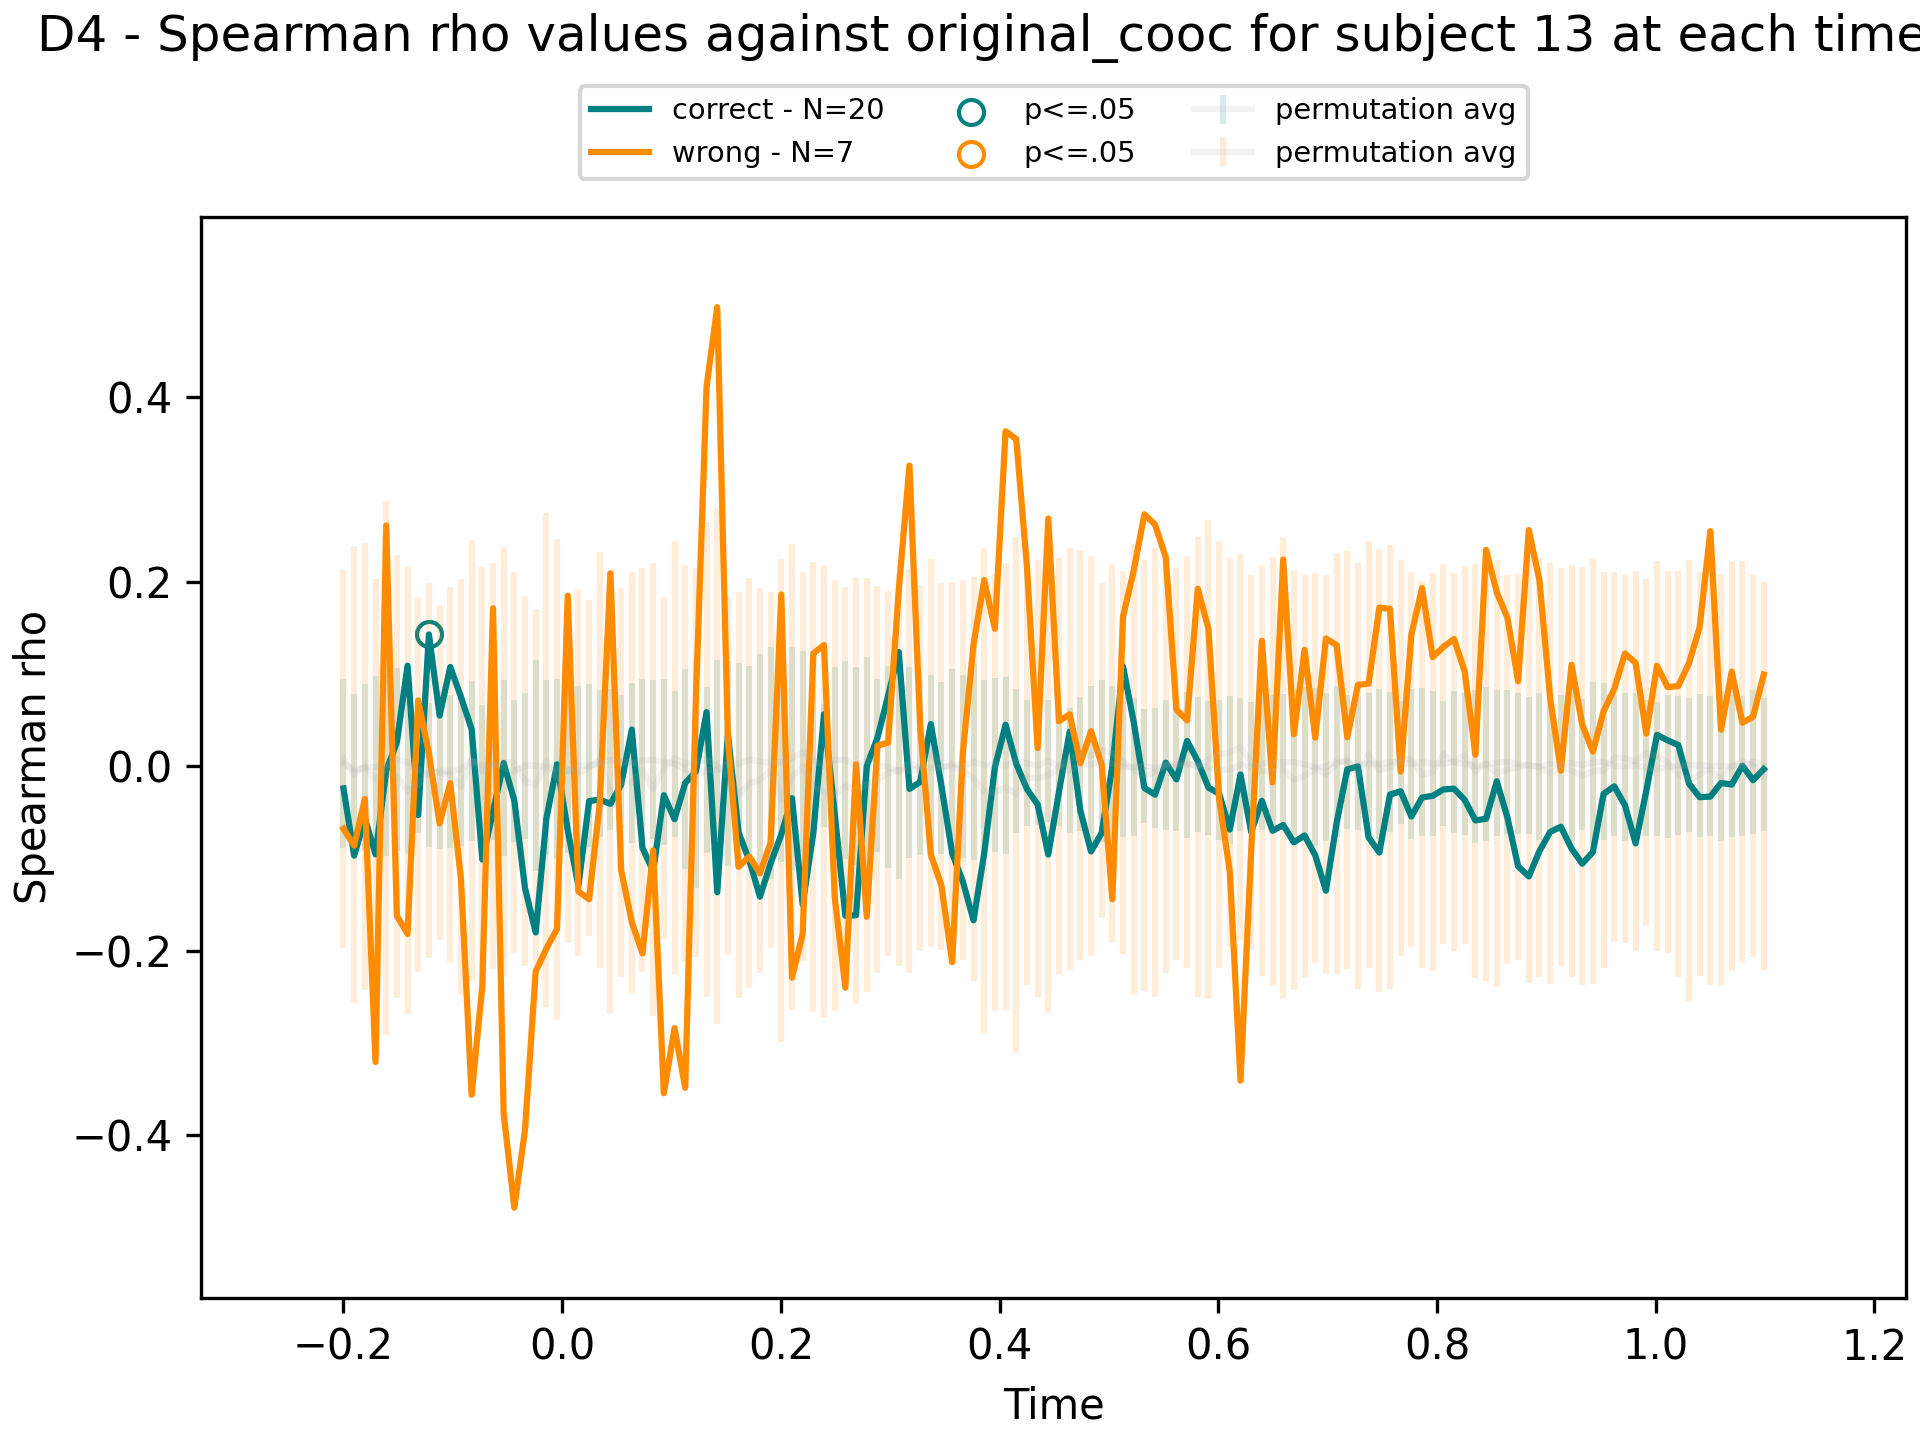 D4 - Spearman rho values against original_cooc for subject 13 at each time
correct - N=20
wrong - N=7
p<=.05
p<=.05
permutation avg
permutation avg
Spearman rho
0.4
0.2
0.0
−0.2
−0.4
−0.2
0.0
0.2
0.4
0.6
0.8
1.0
1.2
Time